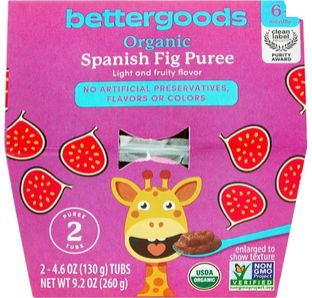 bettergoods
6
months
clean
label
PURITY
AWARD
Organic
Spanish Fig Puree
Light and fruity flavor
NO ARTIFICIAL PRESERVATIVES,
FLAVORS OR COLORS
PUREE
2
TUBS
2 - 4.6 OZ (130 g) TUBS
NET WT 9.2 OZ (260 g)
USDA
ORGANIC
enlarged to
show texture
NON
GMO
Project
VERIFIED
nongmoproject.org